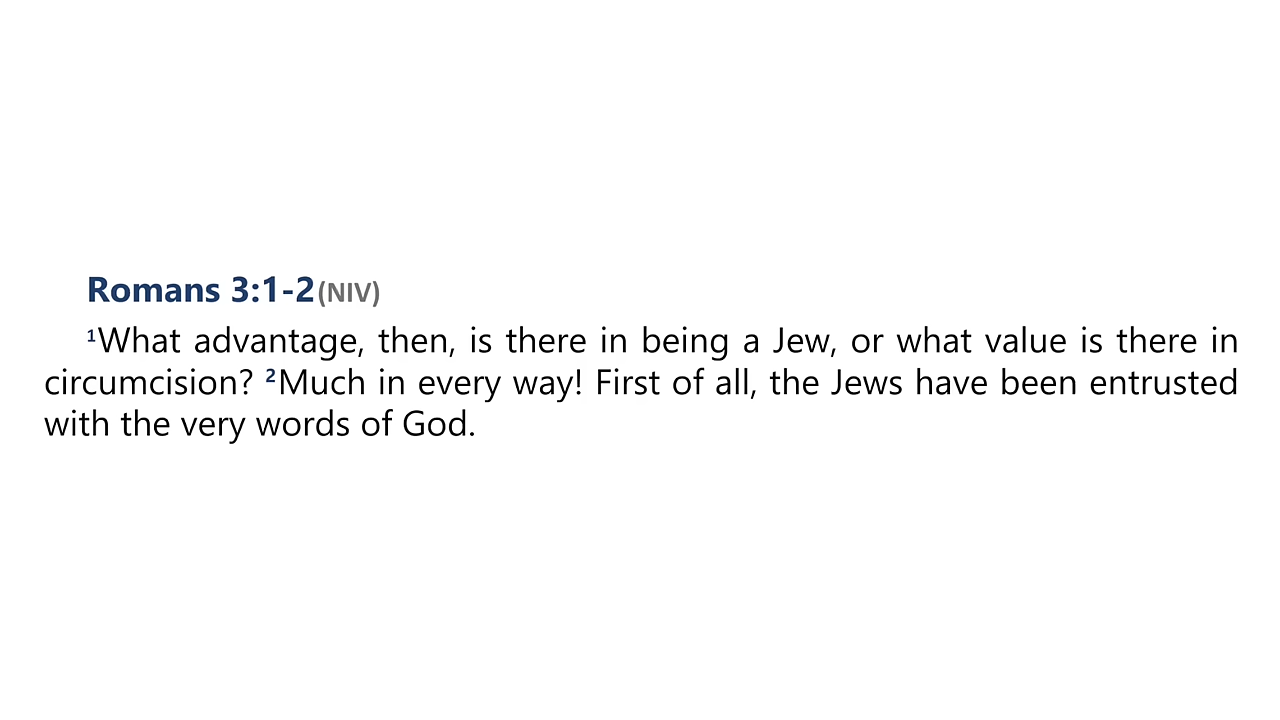 Romans 3:1-2(NIV)
¹What advantage, then, is there in being a Jew, or what value is there in
circumcision? ²Much in every way! First of all, the Jews have been entrusted
with the very words of God.